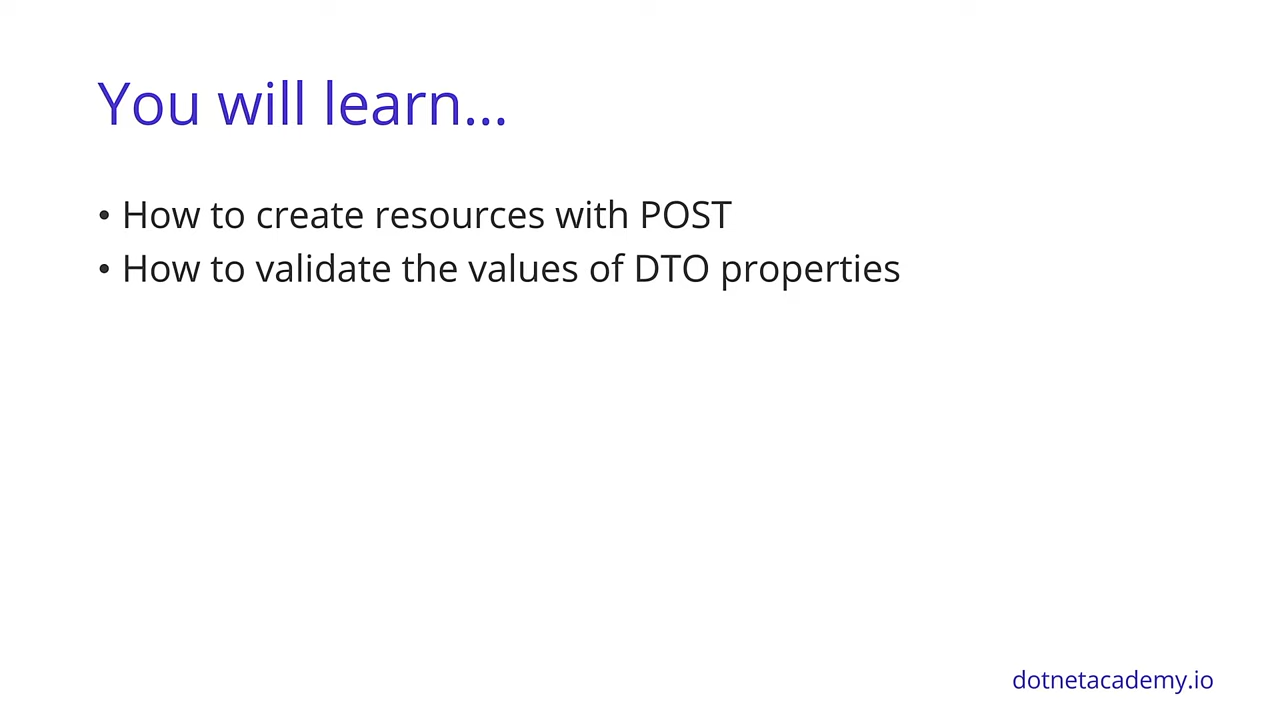 You will learn...
• How to create resources with POST
• How to validate the values of DTO properties
dotnetacademy.io